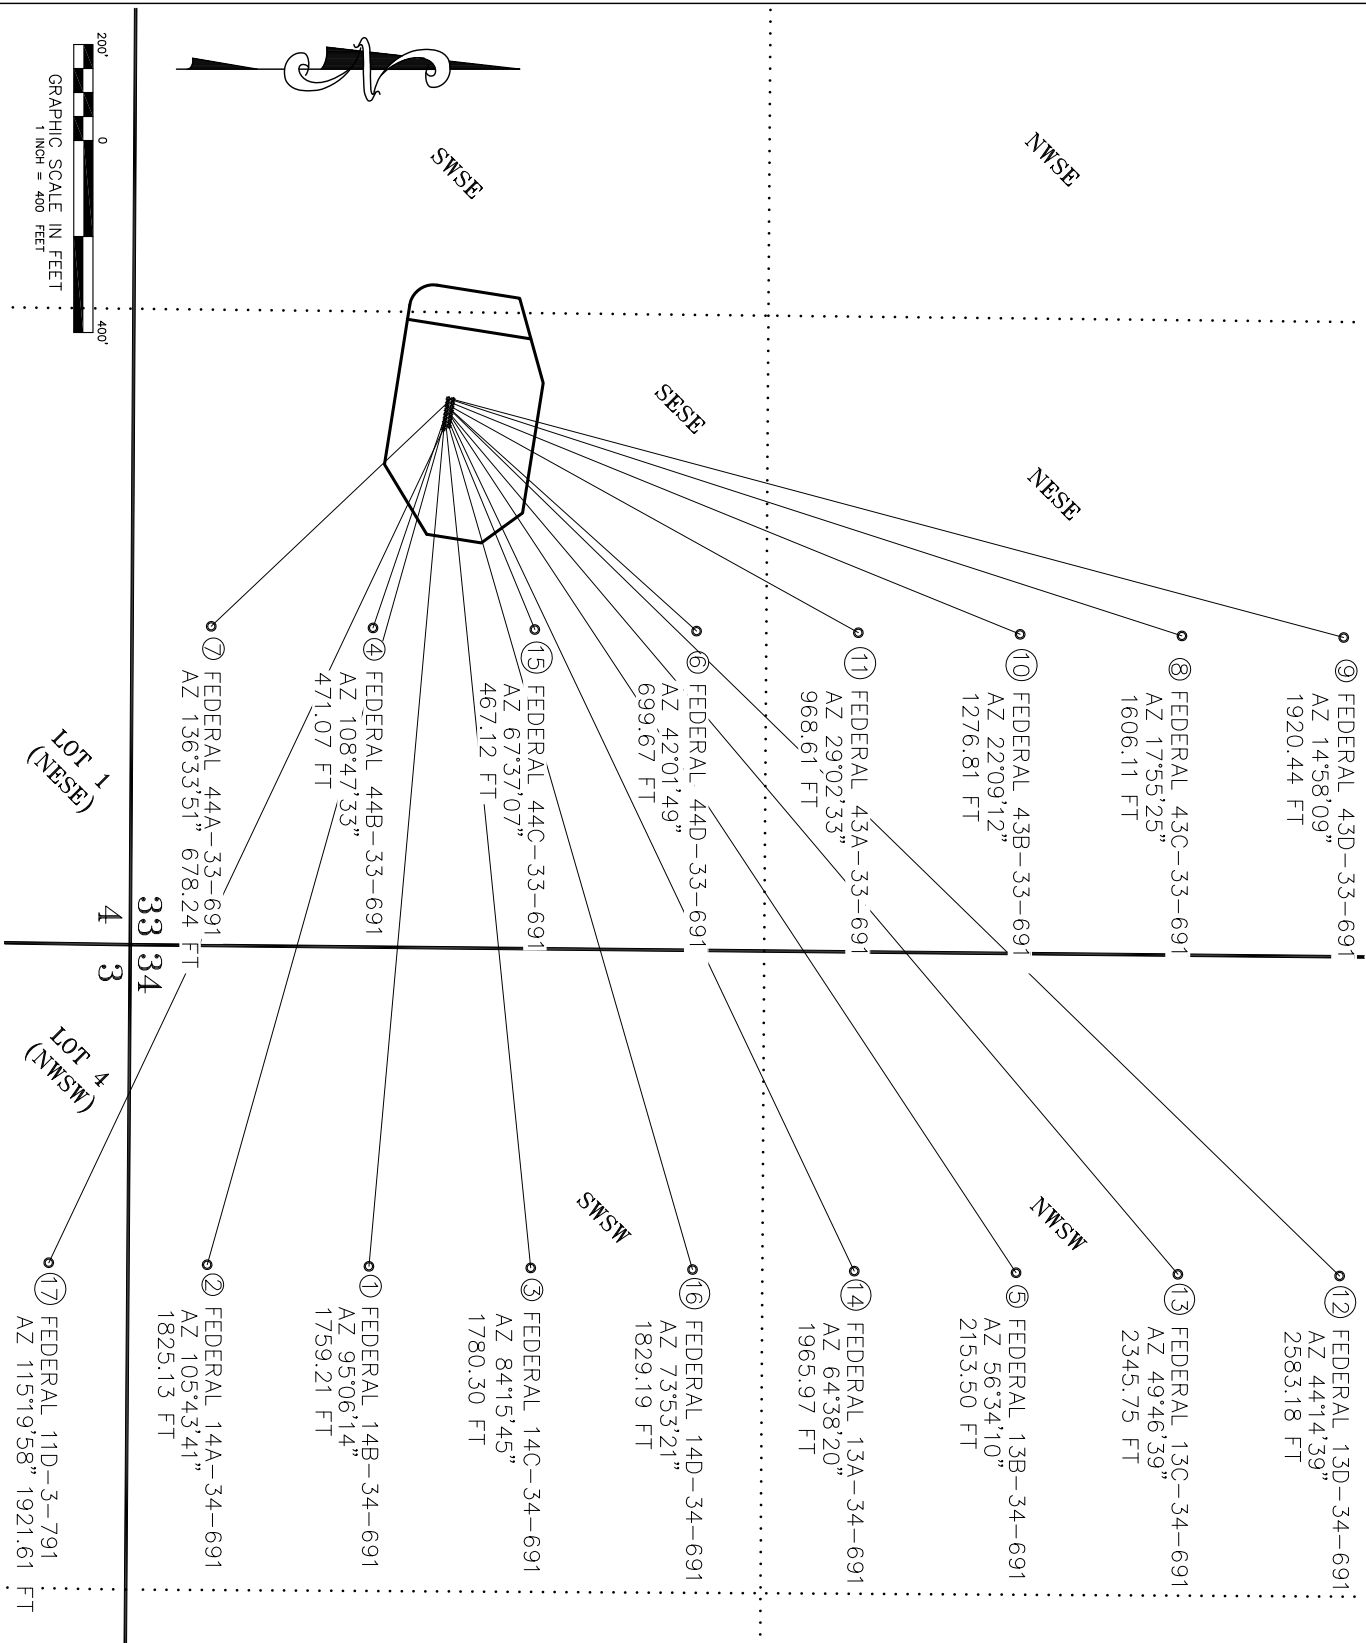 200'
0
400'
GRAPHIC SCALE IN FEET
1 INCH = 400 FEET
N
NWSE
SWSE
NESE
SESE
⑨ FEDERAL 43D-33-691
AZ 14°58'09"
1920.44 FT
⑧ FEDERAL 43C-33-691
AZ 17°55'25"
1606.11 FT
⑩ FEDERAL 43B-33-691
AZ 22°09'12"
1276.81 FT
⑪ FEDERAL 43A-33-691
AZ 29°02'33"
968.61 FT
⑥ FEDERAL 44D-33-691
AZ 42°01'49"
699.67 FT
⑮ FEDERAL 44C-33-691
AZ 67°37'07"
467.12 FT
④ FEDERAL 44B-33-691
AZ 108°47'33"
471.07 FT
⑦ FEDERAL 44A-33-691
AZ 136°33'51" 678.24 FT
LOT 1
(NESE)
33
34
4
3
LOT 4
(NWSW)
NWSW
SWSW
⑫ FEDERAL 13D-34-691
AZ 44°14'39"
2583.18 FT
⑬ FEDERAL 13C-34-691
AZ 49°46'39"
2345.75 FT
⑤ FEDERAL 13B-34-691
AZ 56°34'10"
2153.50 FT
⑭ FEDERAL 13A-34-691
AZ 64°38'20"
1965.97 FT
⑯ FEDERAL 14D-34-691
AZ 73°53'21"
1829.19 FT
③ FEDERAL 14C-34-691
AZ 84°15'45"
1780.30 FT
① FEDERAL 14B-34-691
AZ 95°06'14"
1759.21 FT
② FEDERAL 14A-34-691
AZ 105°43'41"
1825.13 FT
⑰ FEDERAL 11D-3-791
AZ 115°19'58" 1921.61 FT